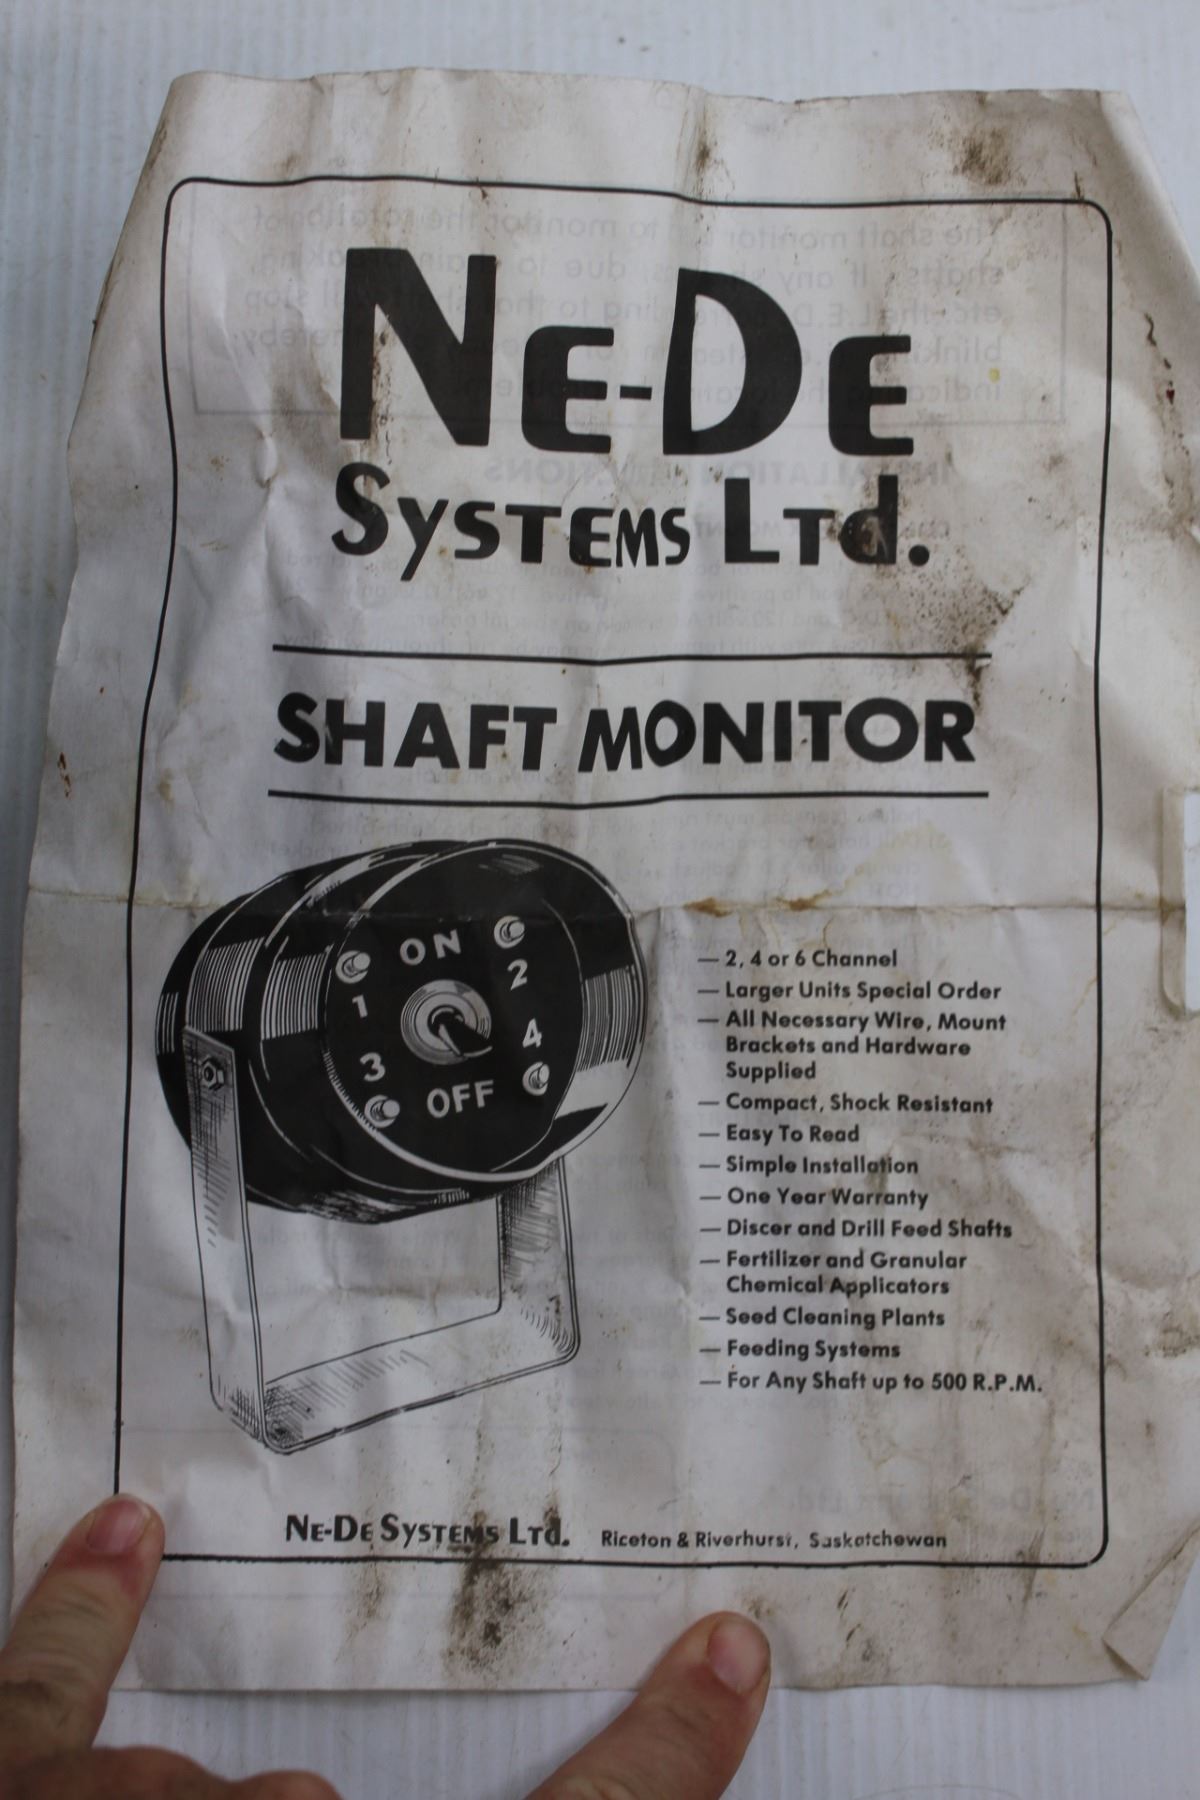 NE-DE
SYSTEMS LTd.
SHAFT MONITOR
ON
1
2
3
4
OFF
— 2, 4 or 6 Channel
— Larger Units Special Order
— All Necessary Wire, Mount
Brackets and Hardware
Supplied
— Compact, Shock Resistant
— Easy To Read
— Simple Installation
— One Year Warranty
— Discer and Drill Feed Shafts
— Fertilizer and Granular
Chemical Applicators
— Seed Cleaning Plants
— Feeding Systems
— For Any Shaft up to 500 R.P.M.
NE-DE SYSTEMS LTd. Riceton & Riverhurst, Saskatchewan